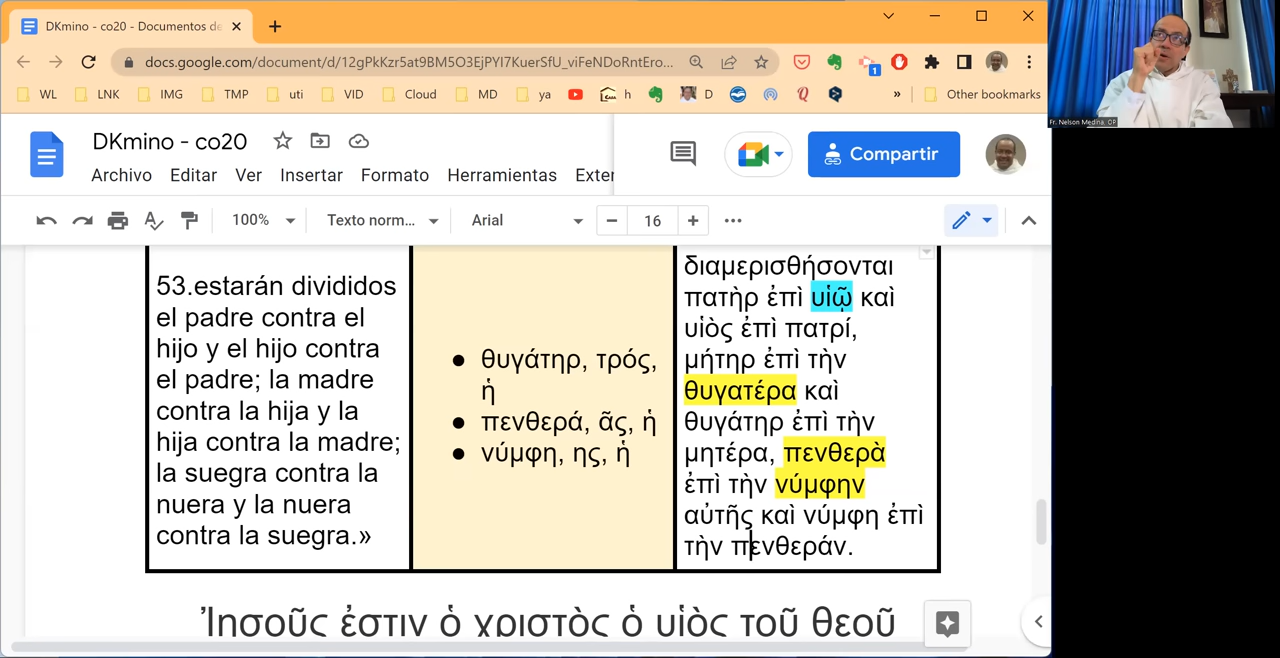 DKmino - co20 - Documentos de
docs.google.com/document/d/12gPkKzr5at9BM5O3EjPYl7KuerSfU_viFeNDoRntEro...
WL LNK IMG TMP uti VID Cloud MD ya h D » Other bookmarks
1
Fr. Nelson Medina, OP
DKmino - co20
Compartir
Archivo Editar Ver Insertar Formato Herramientas Exter
100% Texto norm... Arial 16
53.estarán divididos
el padre contra el
hijo y el hijo contra
el padre; la madre
contra la hija y la
hija contra la madre;
la suegra contra la
nuera y la nuera
contra la suegra.»
● θυγάτηρ, τρός,
ἡ
● πενθερά, ᾶς, ἡ
● νύμφη, ης, ἡ
διαμερισθήσονται
πατὴρ ἐπὶ υἱῷ καὶ
υἱὸς ἐπὶ πατρί,
μήτηρ ἐπὶ τὴν
θυγατέρα καὶ
θυγάτηρ ἐπὶ τὴν
μητέρα, πενθερὰ
ἐπὶ τὴν νύμφην
αὐτῆς καὶ νύμφη ἐπὶ
τὴν πενθεράν.
Ἰησοῦς ἐστιν ὁ χριστὸς ὁ υἱὸς τοῦ θεοῦ